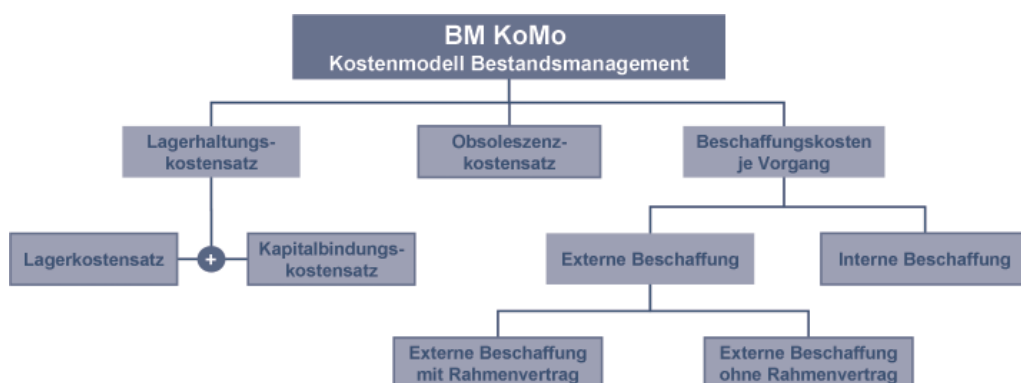 BM KoMo
Kostenmodell Bestandsmanagement
Lagerhaltungs-
kostensatz
Obsoleszenz-
kostensatz
Beschaffungskosten
je Vorgang
Lagerkostensatz
+
Kapitalbindungs-
kostensatz
Externe Beschaffung
Interne Beschaffung
Externe Beschaffung
mit Rahmenvertrag
Externe Beschaffung
ohne Rahmenvertrag